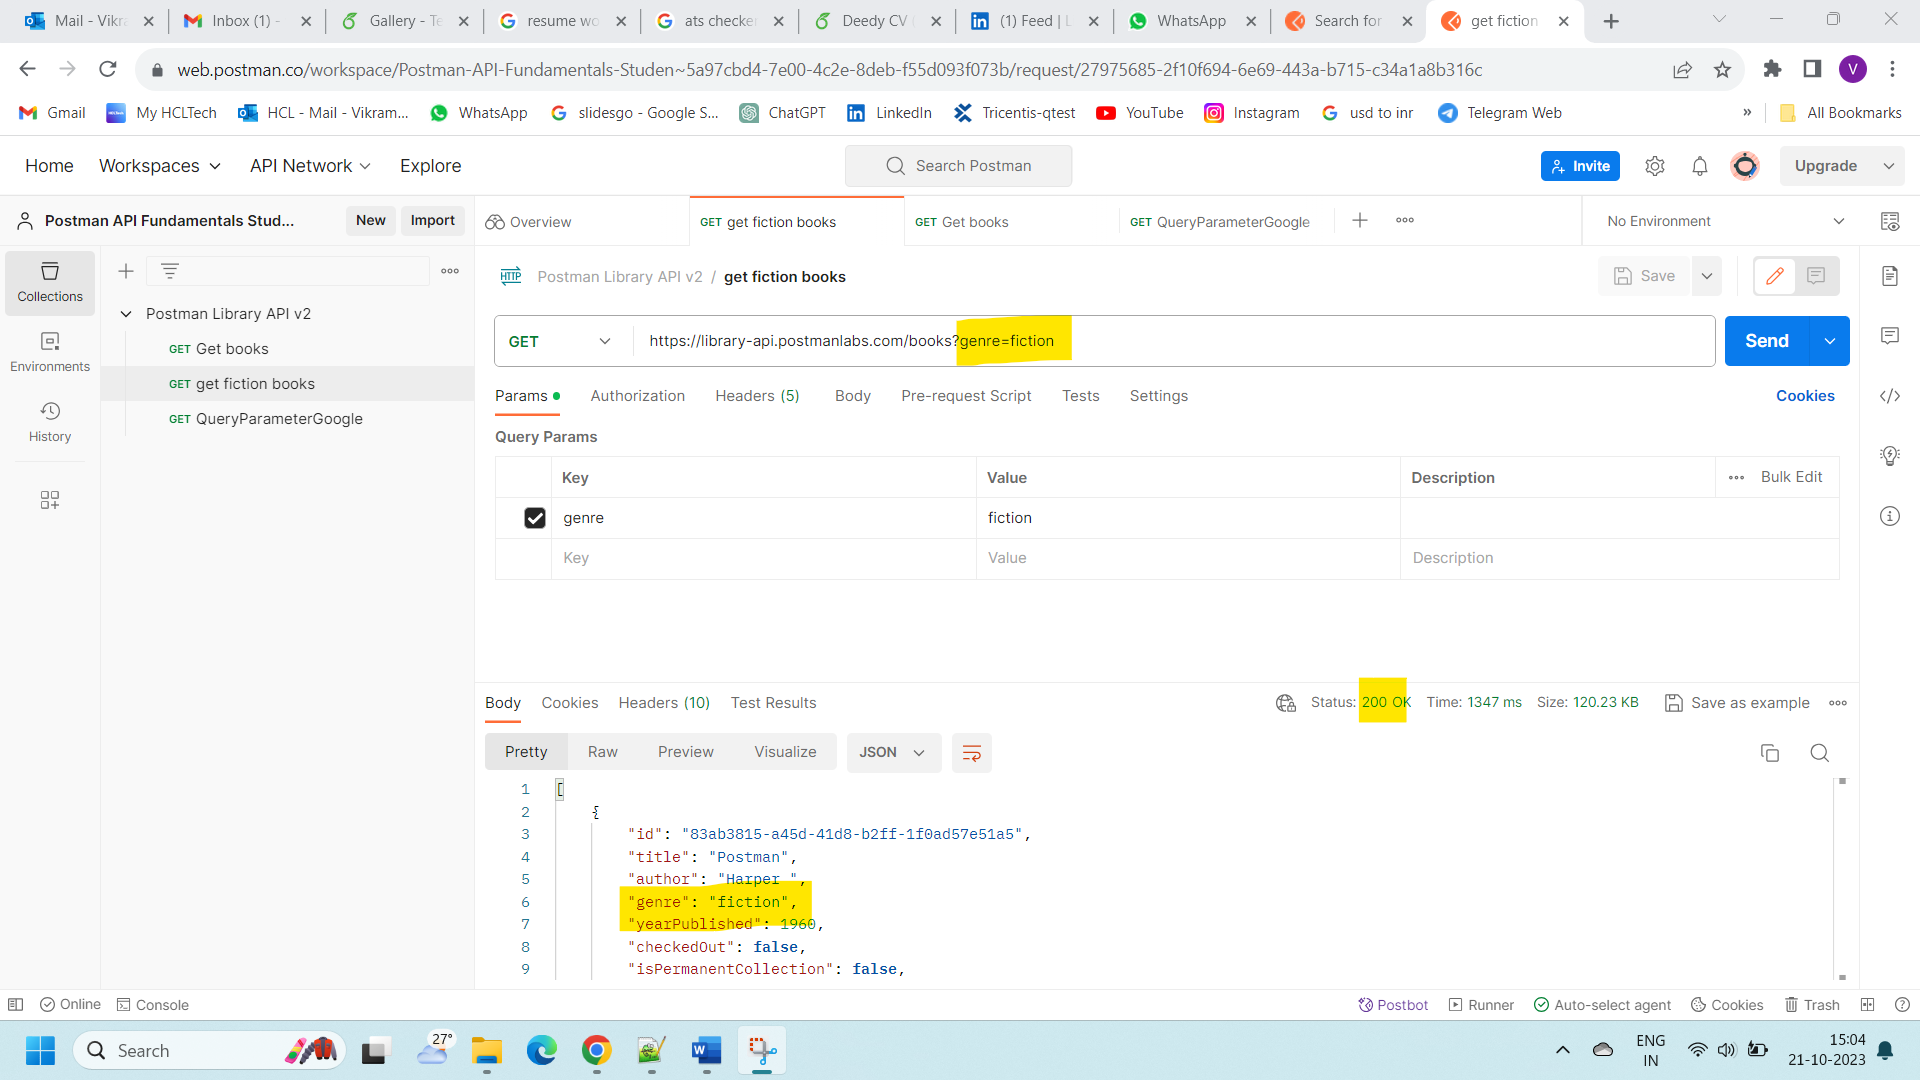 Mail - Vikra
Inbox (1) -
Gallery - Te
resume wo
ats checke
Deedy CV (
(1) Feed | L
WhatsApp
Search for
get fiction
web.postman.co/workspace/Postman-API-Fundamentals-Studen~5a97cbd4-7e00-4c2e-8deb-f55d093f073b/request/27975685-2f10f694-6e69-443a-b715-c34a1a8b316c
V
Gmail
My HCLTech
HCL - Mail - Vikram...
WhatsApp
slidesgo - Google S...
ChatGPT
LinkedIn
Tricentis-qtest
YouTube
Instagram
usd to inr
Telegram Web
»
All Bookmarks
Home
Workspaces
API Network
Explore
Search Postman
Invite
Upgrade
Postman API Fundamentals Stud...
New
Import
Overview
GET get fiction books
GET Get books
GET QueryParameterGoogle
No Environment
Collections
Environments
History
Postman Library API v2
GET Get books
GET get fiction books
GET QueryParameterGoogle
HTTP
Postman Library API v2 / get fiction books
Save
GET
https://library-api.postmanlabs.com/books?genre=fiction
Send
Params
Authorization
Headers (5)
Body
Pre-request Script
Tests
Settings
Cookies
Query Params
Key
Value
Description
Bulk Edit
genre
fiction
Key
Value
Description
Body
Cookies
Headers (10)
Test Results
Status: 200 OK
Time: 1347 ms
Size: 120.23 KB
Save as example
Pretty
Raw
Preview
Visualize
JSON
1 [
2 {
3 "id": "83ab3815-a45d-41d8-b2ff-1f0ad57e51a5",
4 "title": "Postman",
5 "author": "Harper ",
6 "genre": "fiction",
7 "yearPublished": 1960,
8 "checkedOut": false,
9 "isPermanentCollection": false,
Online
Console
Postbot
Runner
Auto-select agent
Cookies
Trash
Search
27°
ENG
IN
15:04
21-10-2023